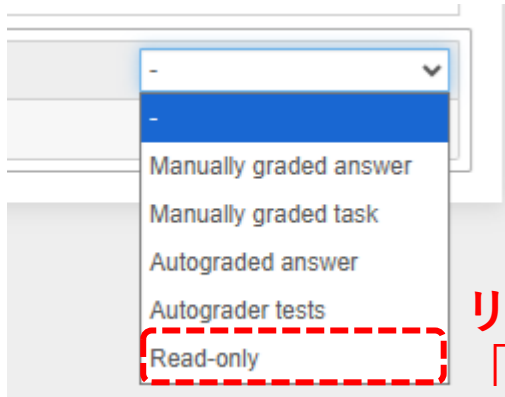 -
-
Manually graded answer
Manually graded task
Autograded answer
Autograder tests
リ
Read-only
「